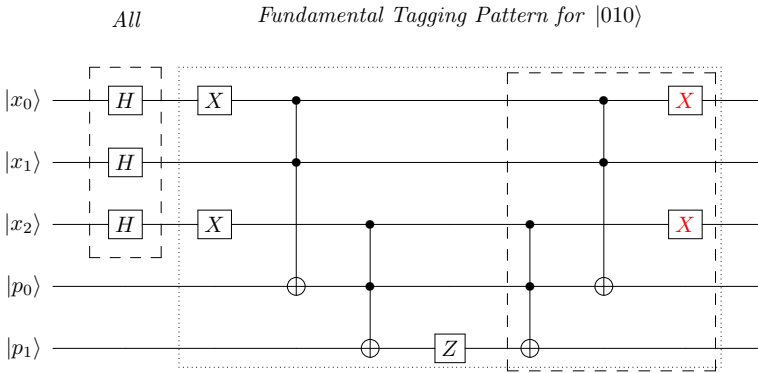 All Fundamental Tagging Pattern for |010⟩
|x₀⟩ H X X
|x₁⟩ H
|x₂⟩ H X X
|p₀⟩
|p₁⟩ Z